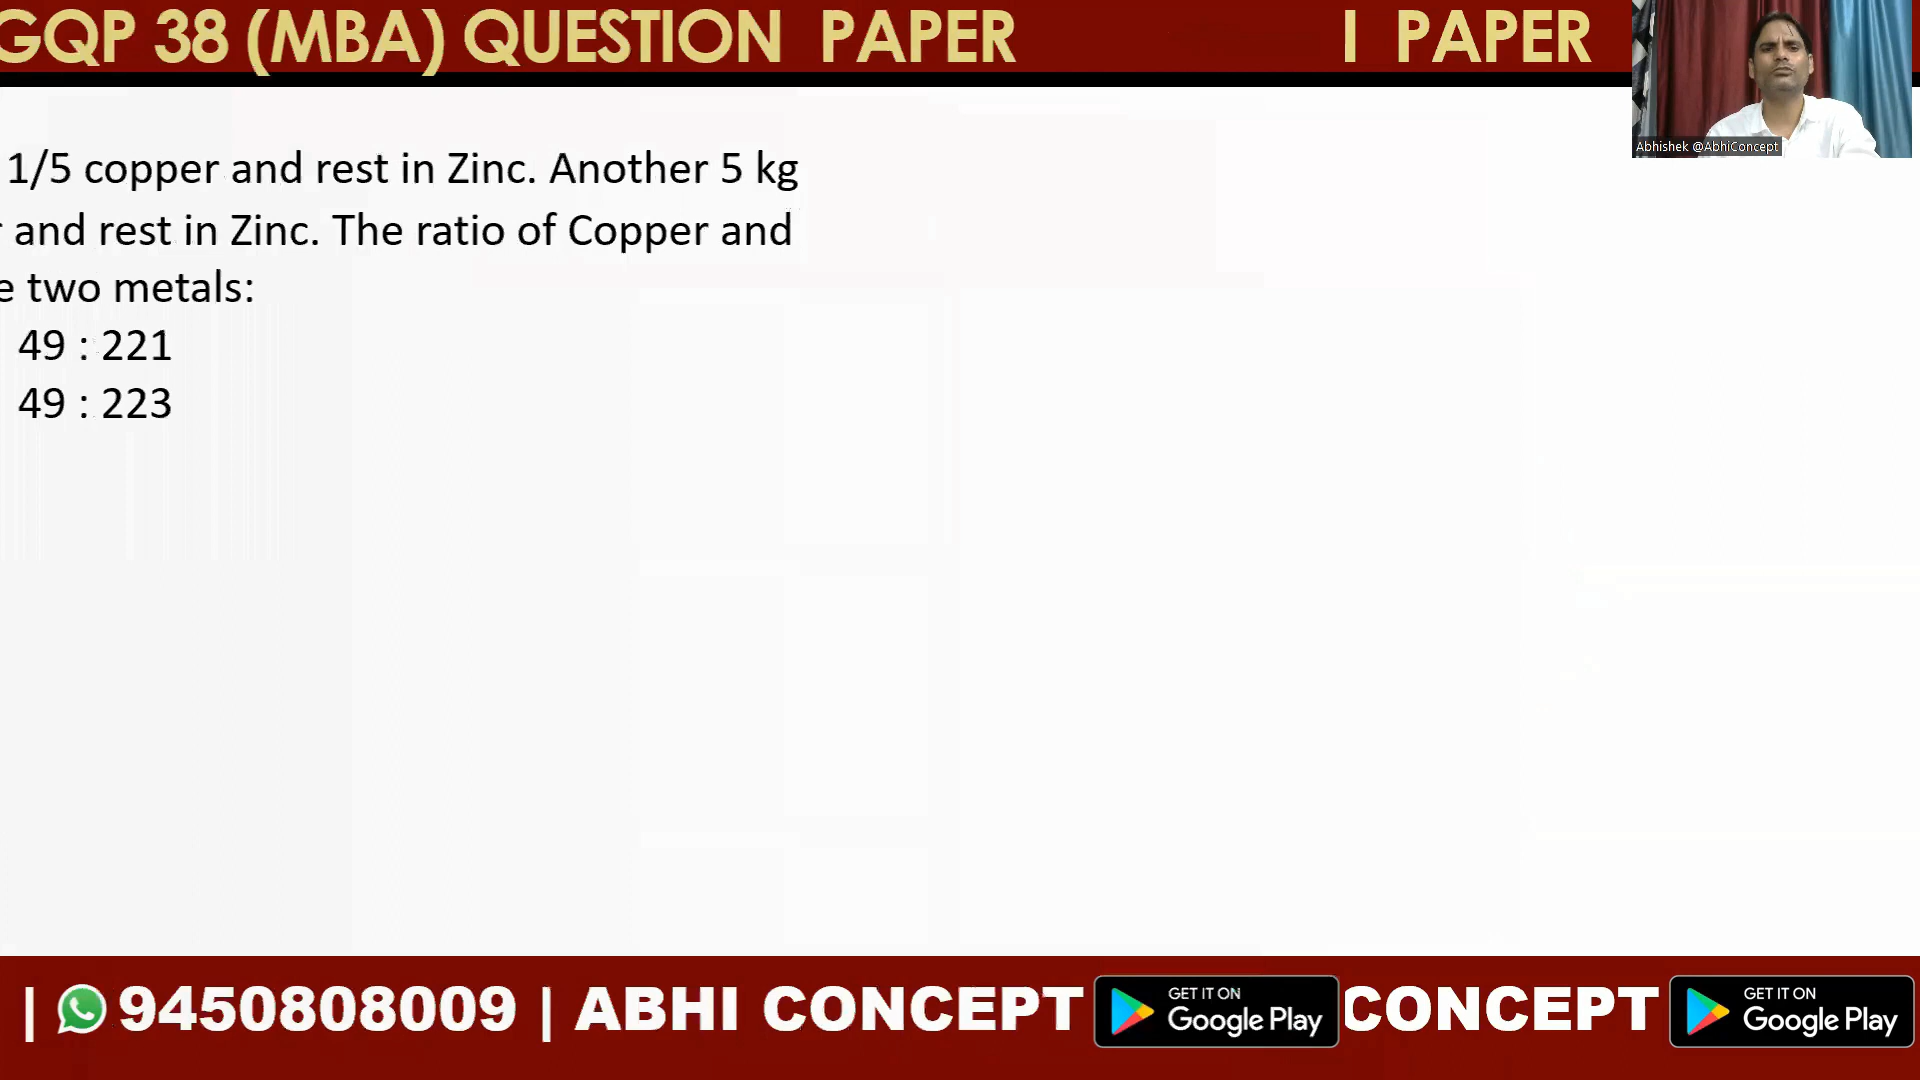 GQP 38 (MBA) QUESTION PAPER I PAPER
Abhishek @AbhiConcept
1/5 copper and rest in Zinc. Another 5 kg
and rest in Zinc. The ratio of Copper and
e two metals:
49 : 221
49 : 223
| 9450808009 | ABHI CONCEPT GET IT ON Google Play CONCEPT GET IT ON Google Play